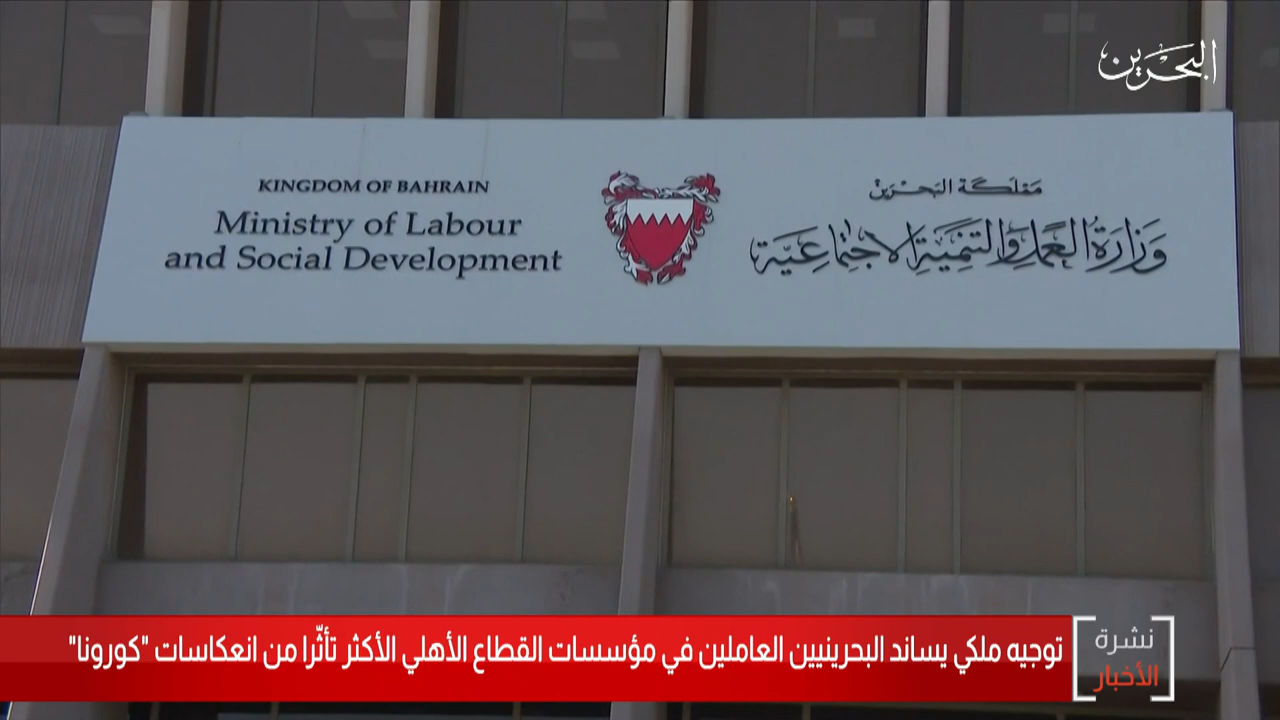 البحرين
KINGDOM OF BAHRAIN
Ministry of Labour
and Social Development
مملكة البحرين
وزارة العمل والتنمية الاجتماعية
نشرة
الأخبار
توجيه ملكي يساند البحرينيين العاملين في مؤسسات القطاع الأهلي الأكثر تأثّرا من انعكاسات "كورونا"